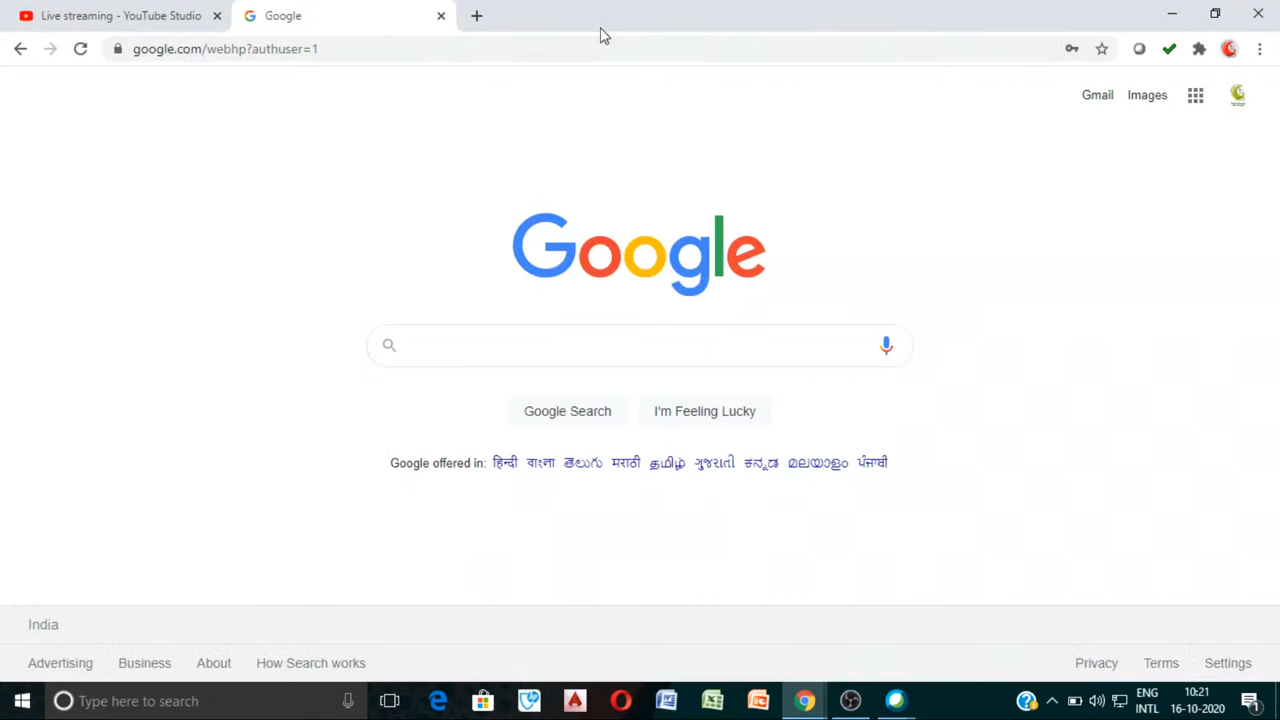 Live streaming - YouTube Studio
Google
google.com/webhp?authuser=1
Gmail Images
Google
Google Search I'm Feeling Lucky
Google offered in: हिन्दी বাংলা తెలుగు मराठी தமிழ் ગુજરાતી ಕನ್ನಡ മലയാളം ਪੰਜਾਬੀ
India
Advertising Business About How Search works Privacy Terms Settings
Type here to search
ENG
INTL
10:21
16-10-2020
1